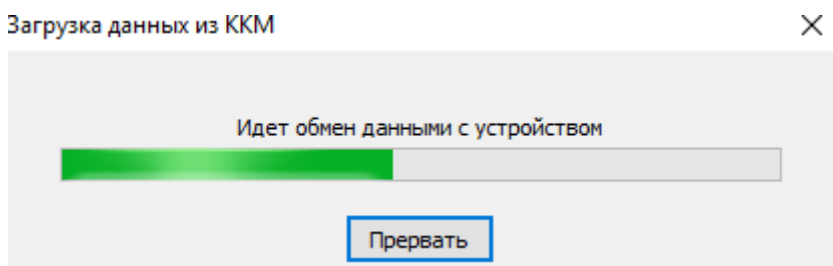 Загрузка данных из ККМ
Идет обмен данными с устройством
Прервать